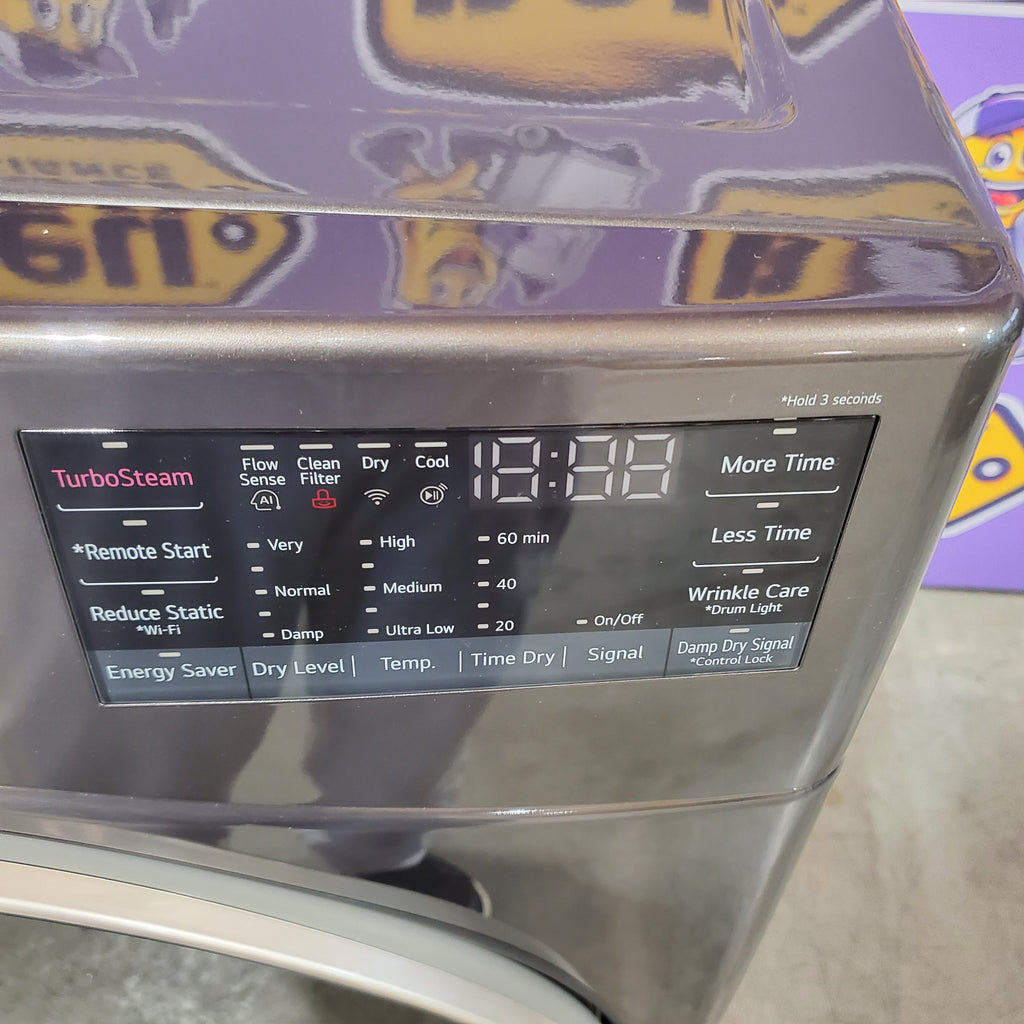 *Hold 3 seconds
TurboSteam
*Remote Start
Reduce Static
*Wi-Fi
Energy Saver
Flow
Sense
AI
Clean
Filter
Dry
Cool
18:88
Very
Normal
Damp
Dry Level
High
Medium
Ultra Low
Temp.
60 min
40
20
Time Dry
On/Off
Signal
More Time
Less Time
Wrinkle Care
*Drum Light
Damp Dry Signal
*Control Lock